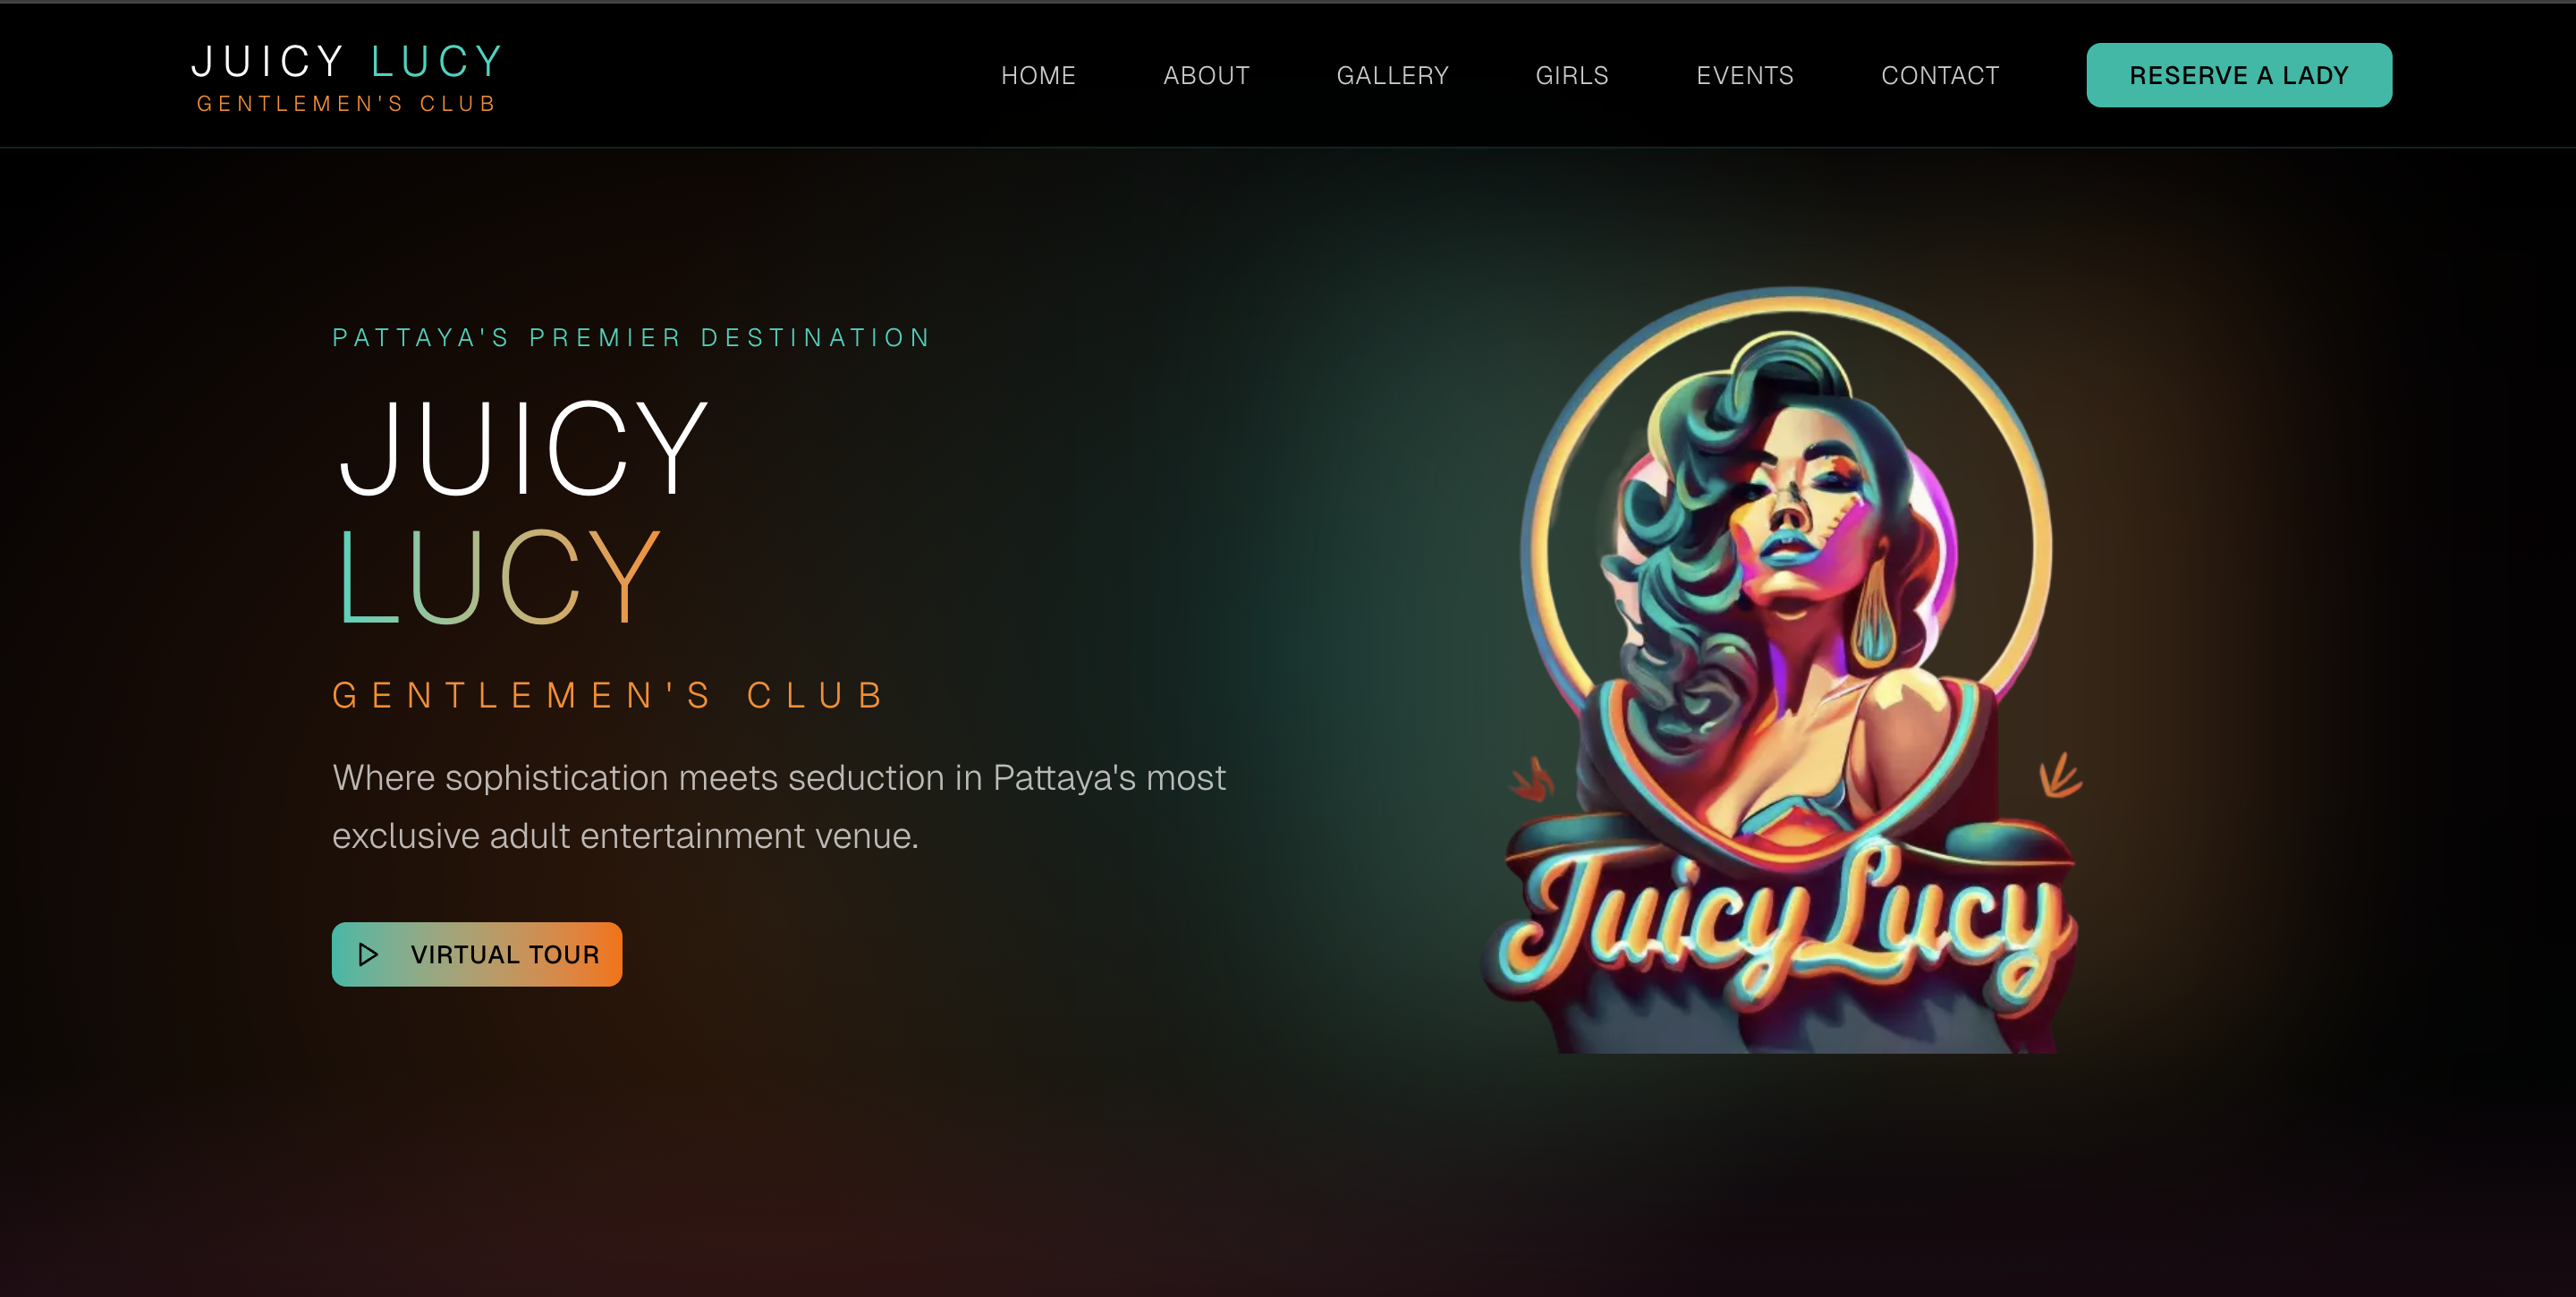 JUICY LUCY
GENTLEMEN'S CLUB
HOME
ABOUT
GALLERY
GIRLS
EVENTS
CONTACT
RESERVE A LADY
PATTAYA'S PREMIER DESTINATION
JUICY
LUCY
GENTLEMEN'S CLUB
Where sophistication meets seduction in Pattaya's most
exclusive adult entertainment venue.
VIRTUAL TOUR
Juicy Lucy